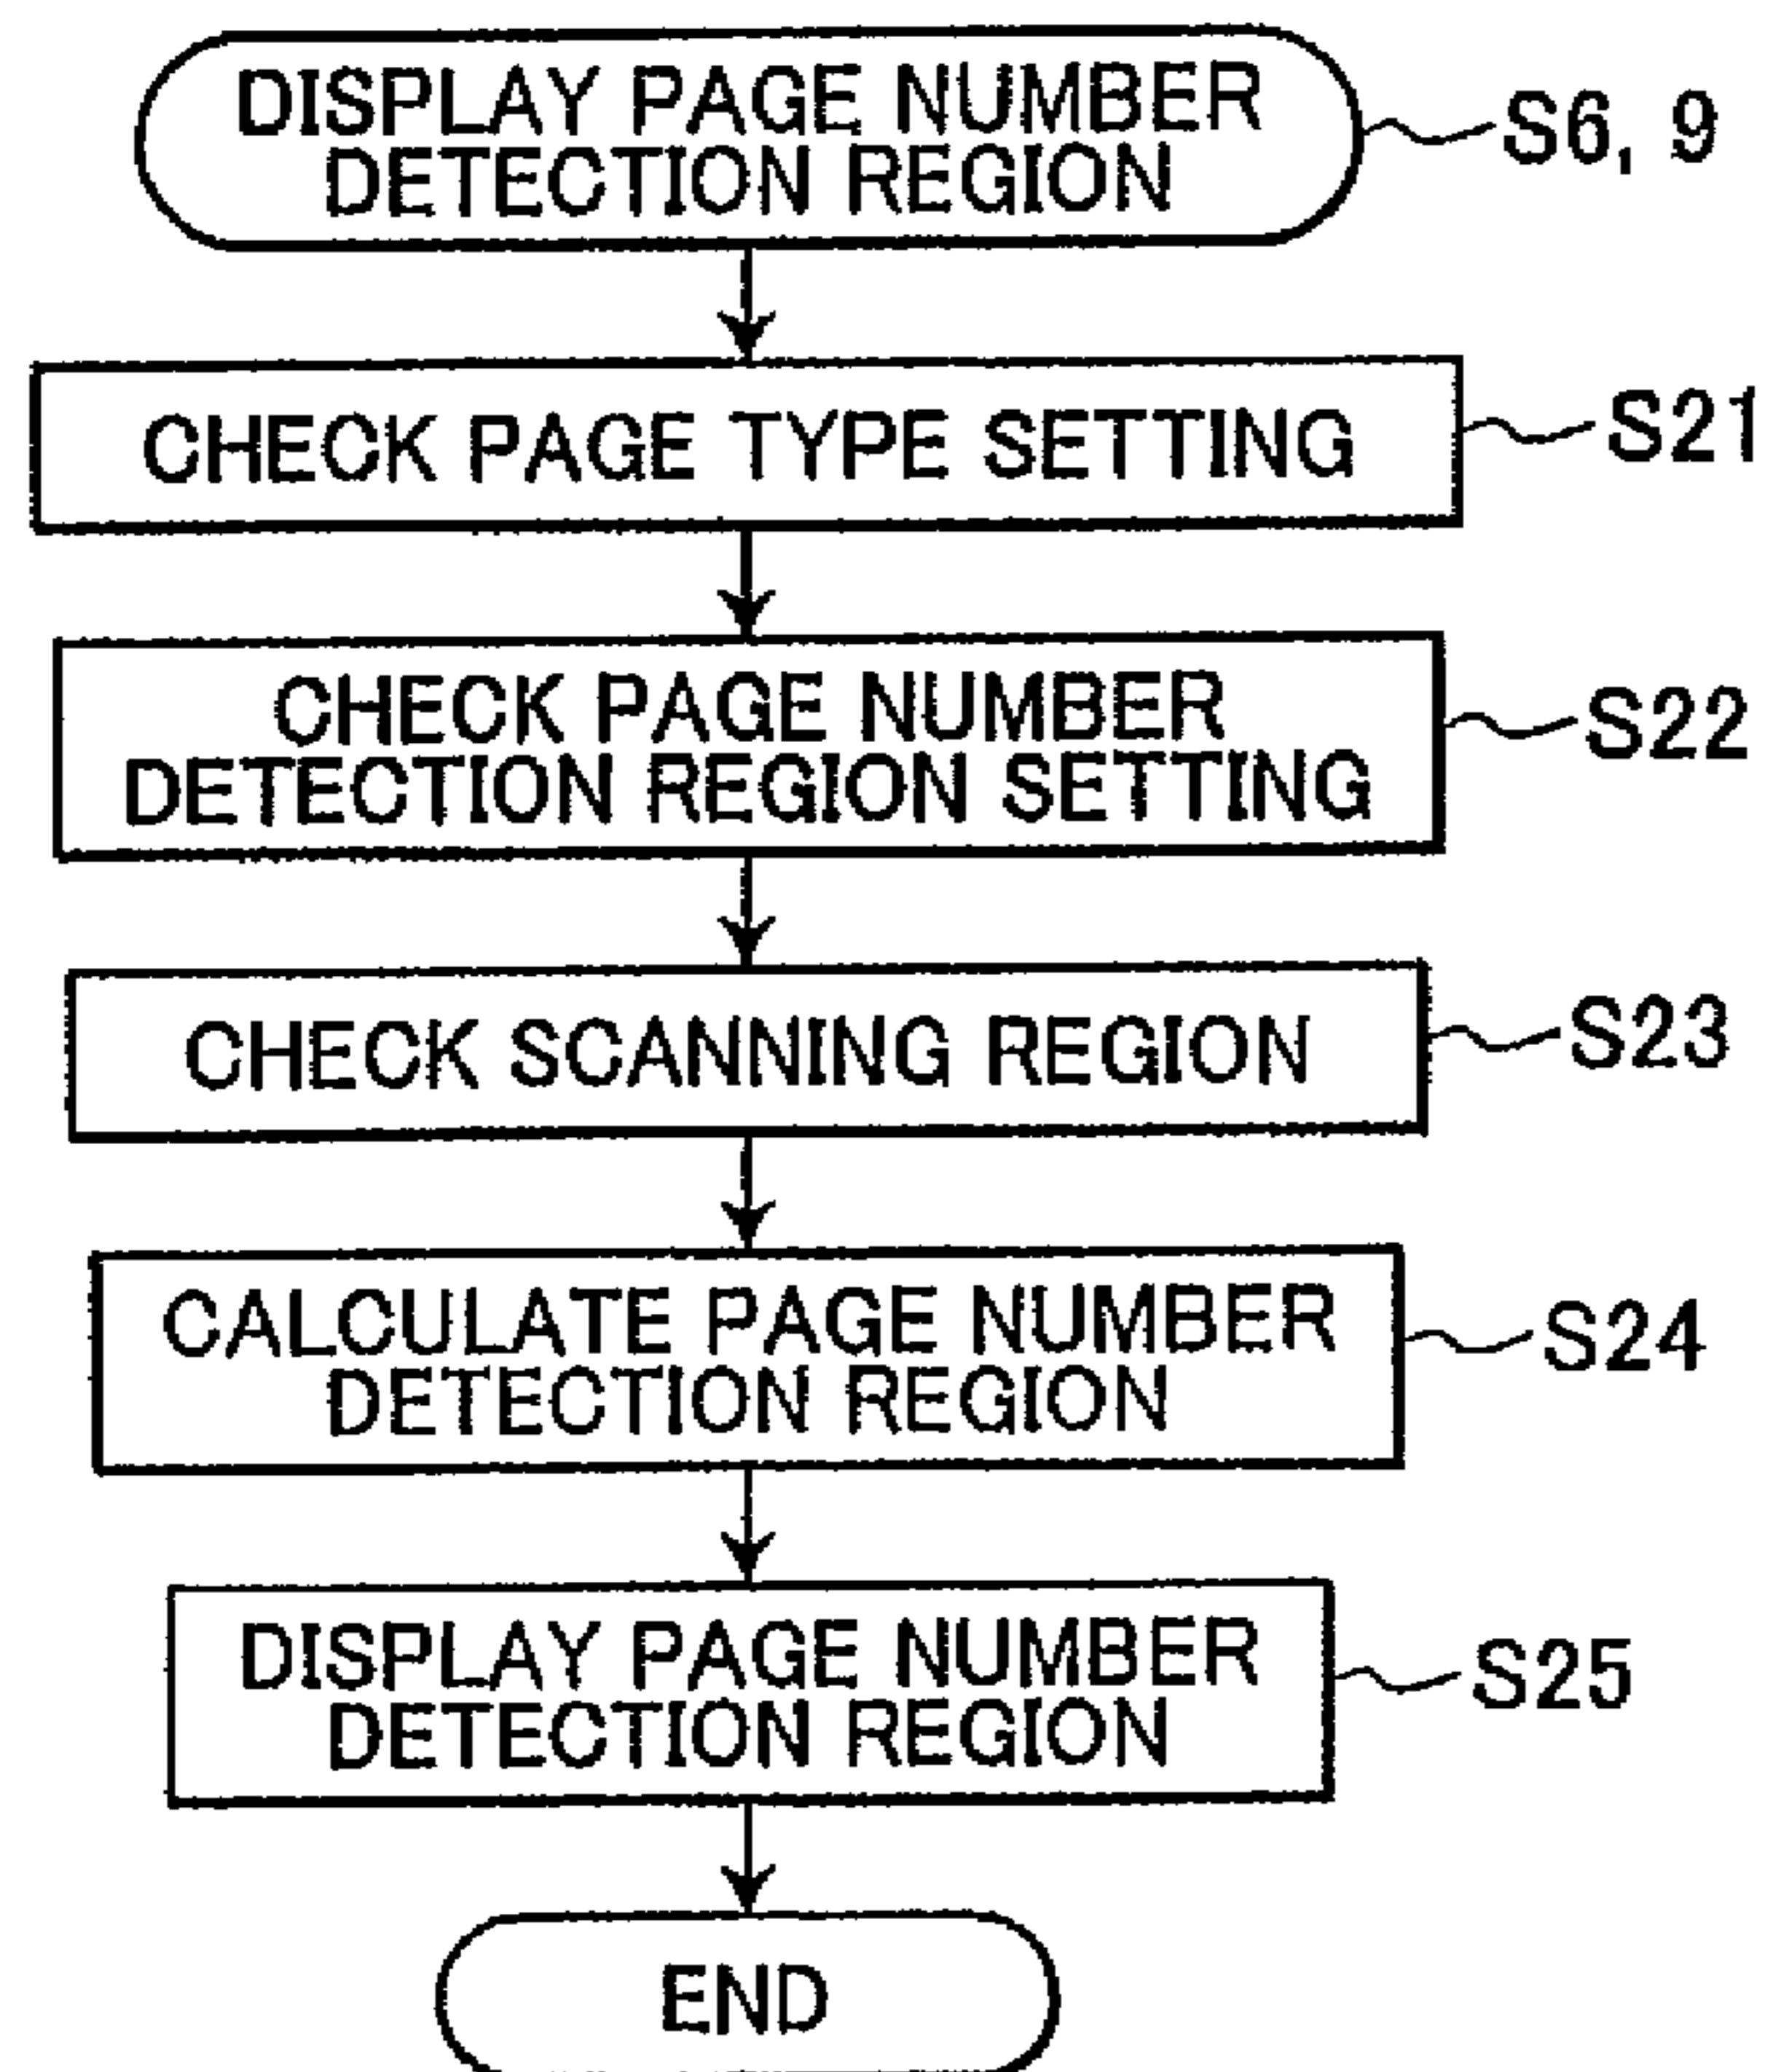 DISPLAY PAGE NUMBER
DETECTION REGION
S6, 9
CHECK PAGE TYPE SETTING
S21
CHECK PAGE NUMBER
DETECTION REGION SETTING
S22
CHECK SCANNING REGION
S23
CALCULATE PAGE NUMBER
DETECTION REGION
S24
DISPLAY PAGE NUMBER
DETECTION REGION
S25
END